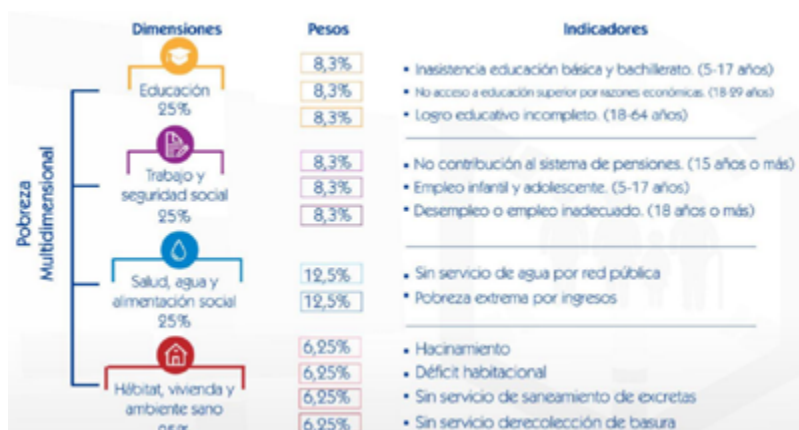 Dimensiones Pesos Indicadores
Pobreza
Multidimensional
Educación
25%
8,3%
8,3%
8,3%
• Inasistencia educación básica y bachillerato. (5-17 años)
• No acceso a educación superior por razones económicas. (18-29 años)
• Logro educativo incompleto. (18-64 años)
Trabajo y
seguridad social
25%
8,3%
8,3%
8,3%
• No contribución al sistema de pensiones. (15 años o más)
• Empleo infantil y adolescente. (5-17 años)
• Desempleo o empleo inadecuado. (18 años o más)
Salud, agua y
alimentación social
25%
12,5%
12,5%
• Sin servicio de agua por red pública
• Pobreza extrema por ingresos
Hábitat, vivienda y
ambiente sano
25%
6,25%
6,25%
6,25%
6,25%
• Hacinamiento
• Déficit habitacional
• Sin servicio de saneamiento de excretas
• Sin servicio derecolección de basura